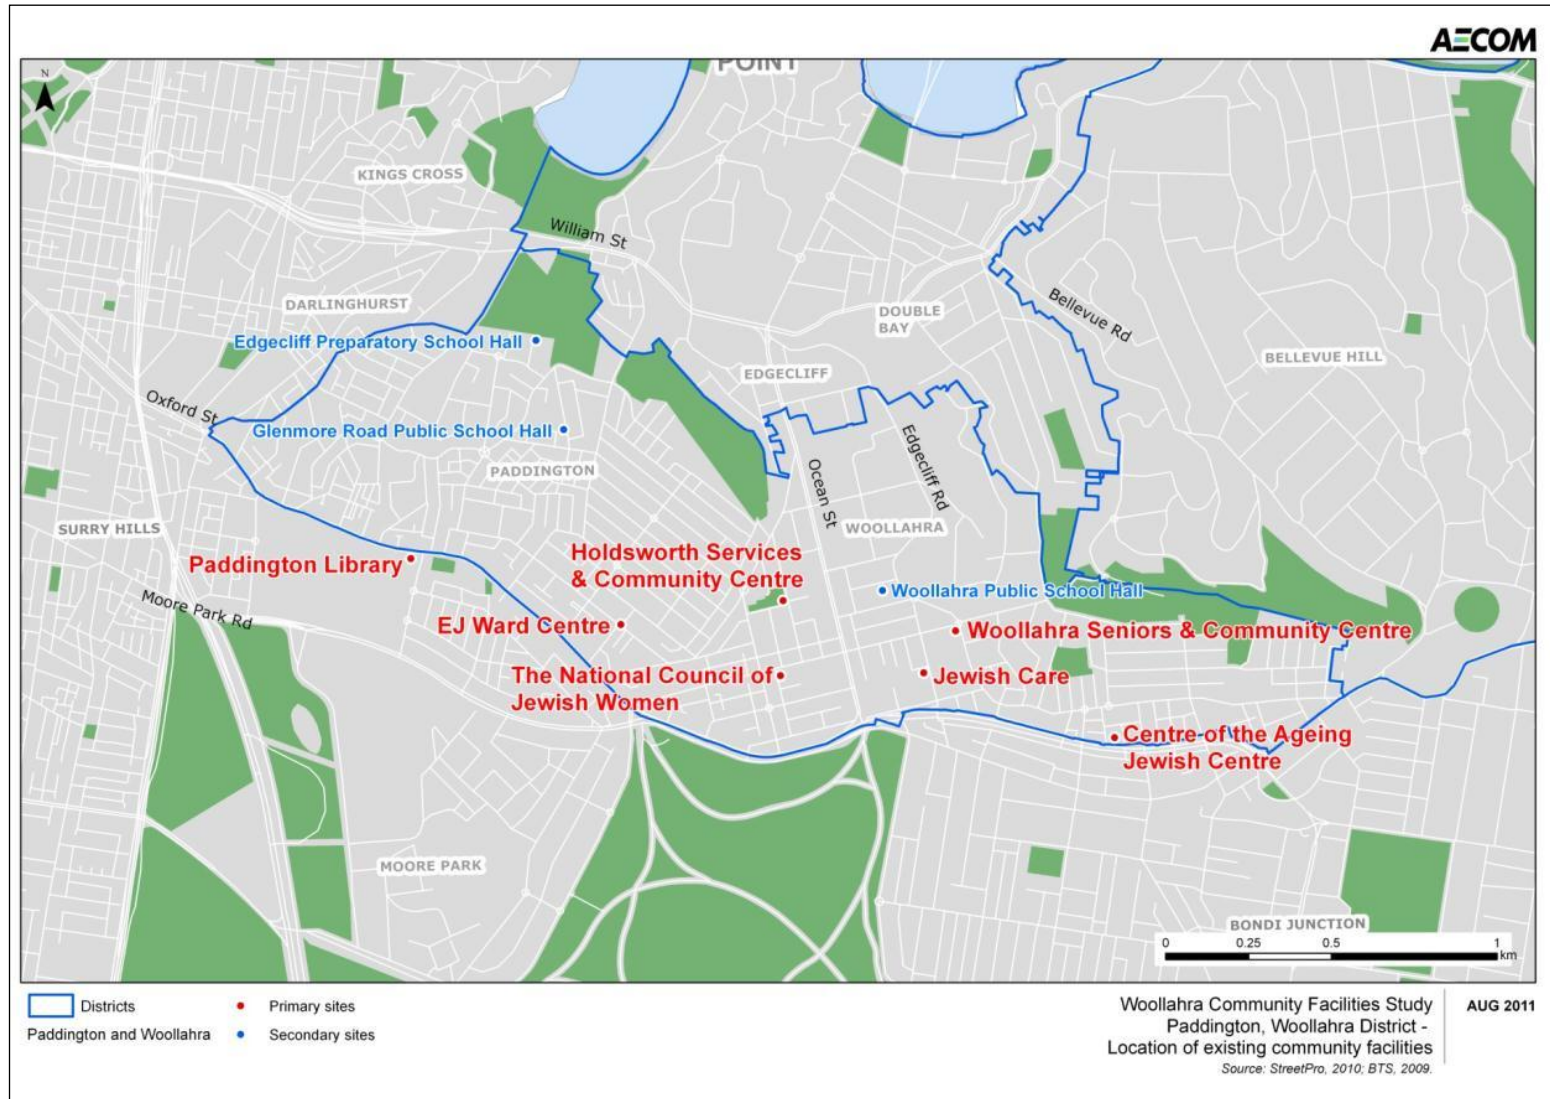 AECOM
POINT
N
KINGS CROSS
William St
DARLINGHURST
DOUBLE
BAY
Bellevue Rd
Edgecliff Preparatory School Hall
BELLEVUE HILL
EDGECLIFF
Oxford St
Glenmore Road Public School Hall
PADDINGTON
Edgecliff Rd
Ocean St
SURRY HILLS
WOOLLAHRA
Paddington Library
Holdsworth Services
& Community Centre
Woollahra Public School Hall
Moore Park Rd
EJ Ward Centre
Woollahra Seniors & Community Centre
The National Council of
Jewish Women
Jewish Care
Centre of the Ageing
Jewish Centre
MOORE PARK
BONDI JUNCTION
0 0.25 0.5 1
km
Districts
Primary sites
Paddington and Woollahra
Secondary sites
Woollahra Community Facilities Study
AUG 2011
Paddington, Woollahra District -
Location of existing community facilities
Source: StreetPro, 2010; BTS, 2009.